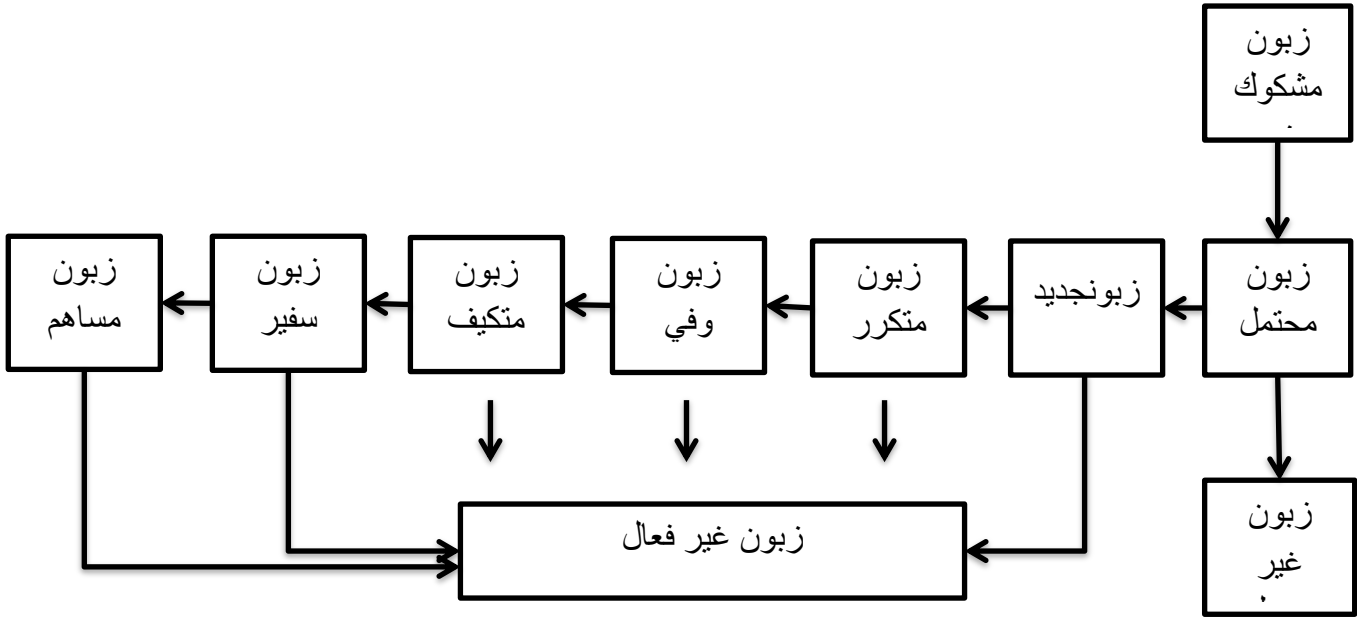 زبون
مشكوك
زبون
محتمل
زبونجديد
زبون
متكرر
زبون
وفي
زبون
متكيف
زبون
سفير
زبون
مساهم
زبون غير فعال
زبون
غير